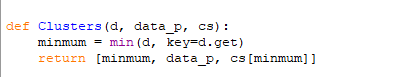 def Clusters(d, data_p, cs):
    minmum = min(d, key=d.get)
    return [minmum, data_p, cs[minmum]]